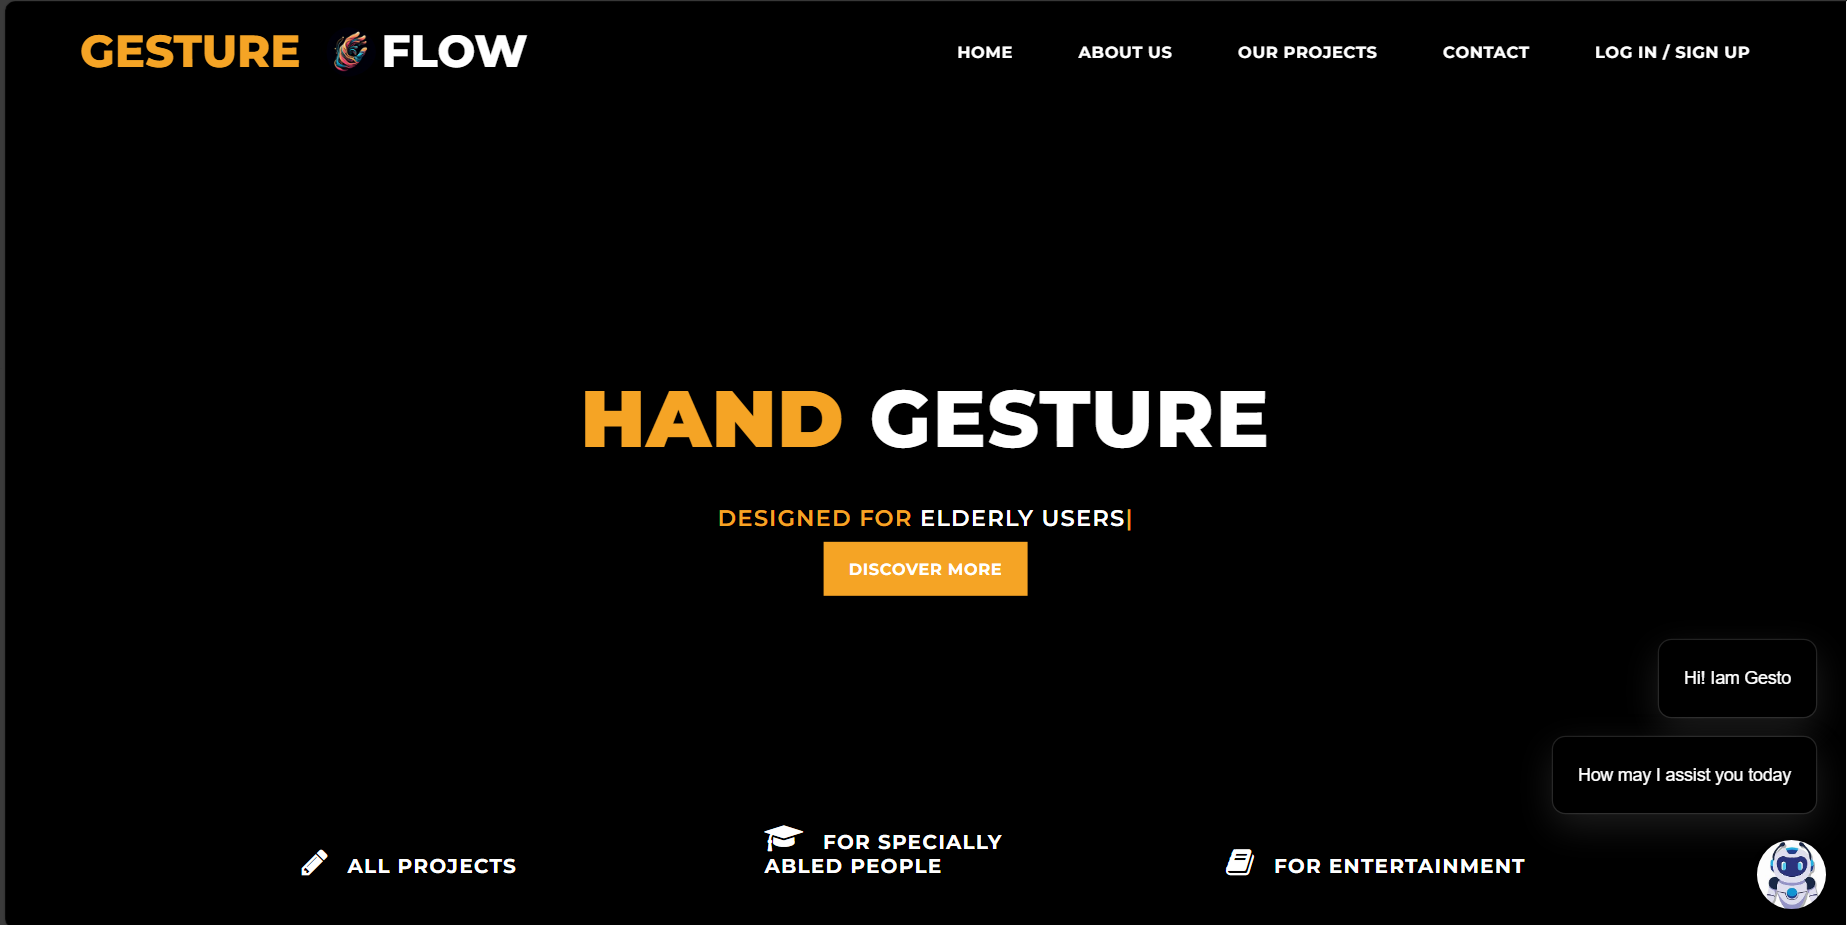 GESTURE FLOW
HOME ABOUT US OUR PROJECTS CONTACT LOG IN / SIGN UP
HAND GESTURE
DESIGNED FOR ELDERLY USERS|
DISCOVER MORE
Hi! Iam Gesto
How may I assist you today
ALL PROJECTS
FOR SPECIALLY
ABLED PEOPLE
FOR ENTERTAINMENT